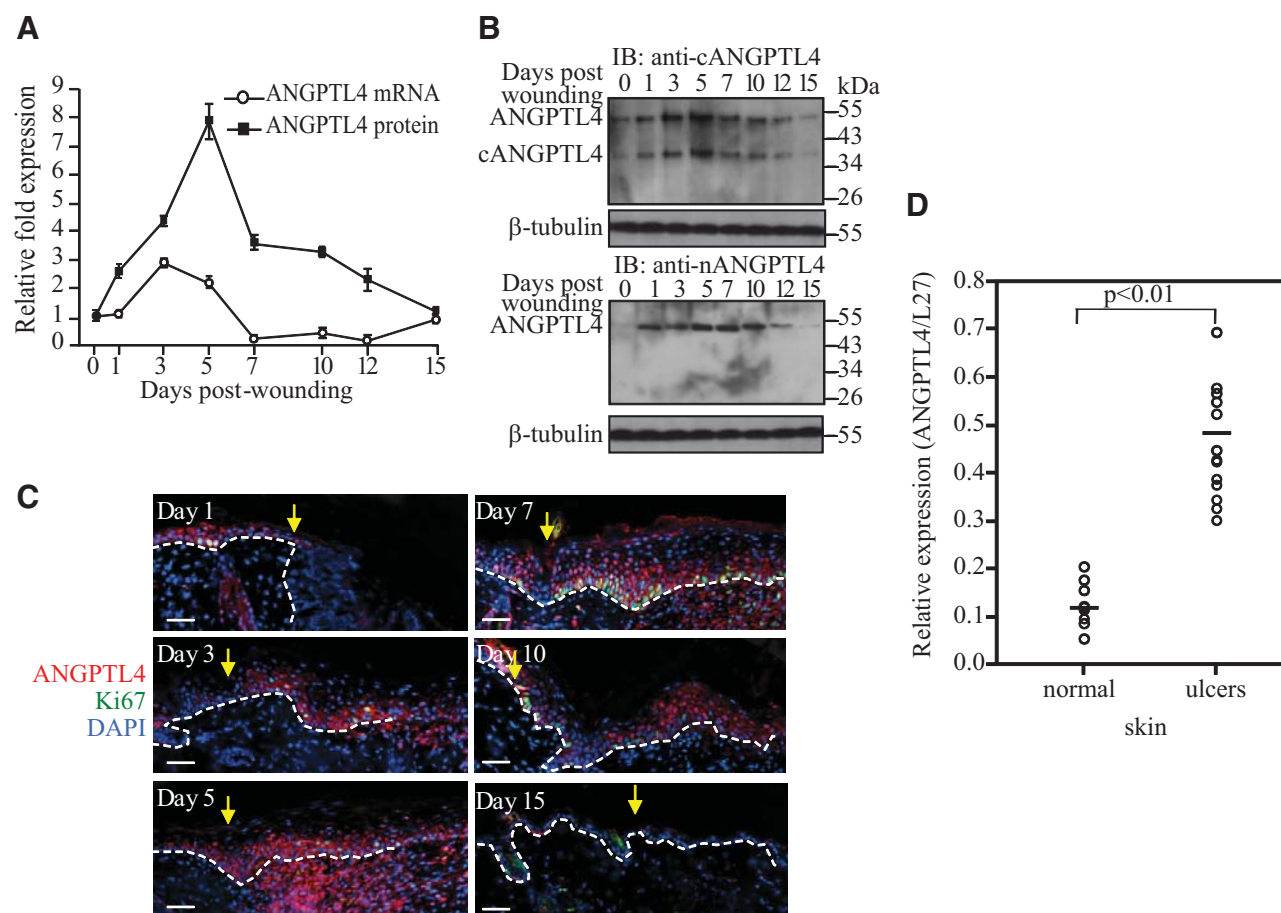 A
Relative fold expression
9
8
7
6
5
4
3
2
1
0
ANGPTL4 mRNA
ANGPTL4 protein
0 1 3 5 7 10 12 15
Days post-wounding
B
IB: anti-cANGPTL4
Days post
wounding
0 1 3 5 7 10 12 15 kDa
ANGPTL4
cANGPTL4
55
43
34
26
β-tubulin
55
IB: anti-nANGPTL4
Days post
wounding
0 1 3 5 7 10 12 15
ANGPTL4
55
43
34
26
β-tubulin
55
C
ANGPTL4
Ki67
DAPI
Day 1
Day 7
Day 3
Day 10
Day 5
Day 15
D
Relative expression (ANGPTL4/L27)
0.8
0.7
0.6
0.5
0.4
0.3
0.2
0.1
0.0
p<0.01
normal ulcers
skin